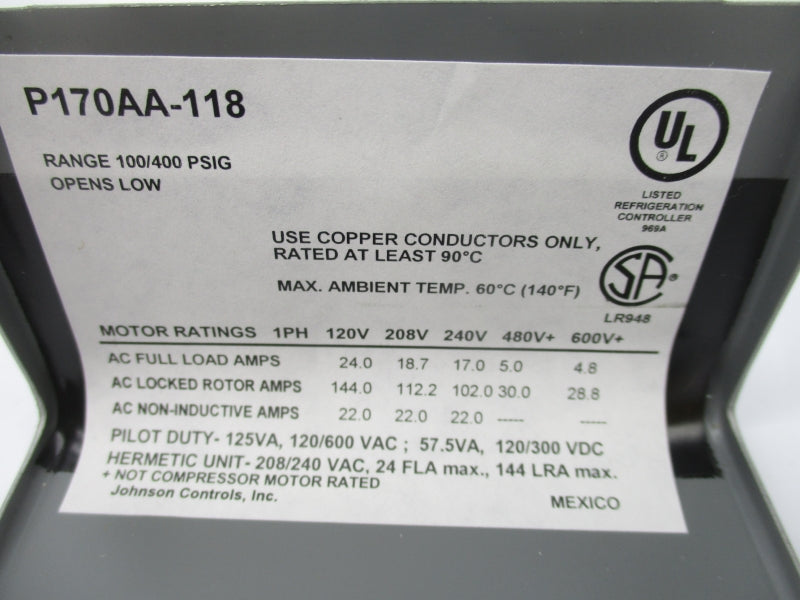 P170AA-118
RANGE 100/400 PSIG
OPENS LOW
UL
®
LISTED
REFRIGERATION
CONTROLLER
969A
USE COPPER CONDUCTORS ONLY,
RATED AT LEAST 90°C
SA ®
MAX. AMBIENT TEMP. 60°C (140°F)
LR948
MOTOR RATINGS 1PH 120V 208V 240V 480V+ 600V+
AC FULL LOAD AMPS 24.0 18.7 17.0 5.0 4.8
AC LOCKED ROTOR AMPS 144.0 112.2 102.0 30.0 28.8
AC NON-INDUCTIVE AMPS 22.0 22.0 22.0 ----- -----
PILOT DUTY- 125VA, 120/600 VAC ; 57.5VA, 120/300 VDC
HERMETIC UNIT- 208/240 VAC, 24 FLA max., 144 LRA max.
+ NOT COMPRESSOR MOTOR RATED
Johnson Controls, Inc.
MEXICO